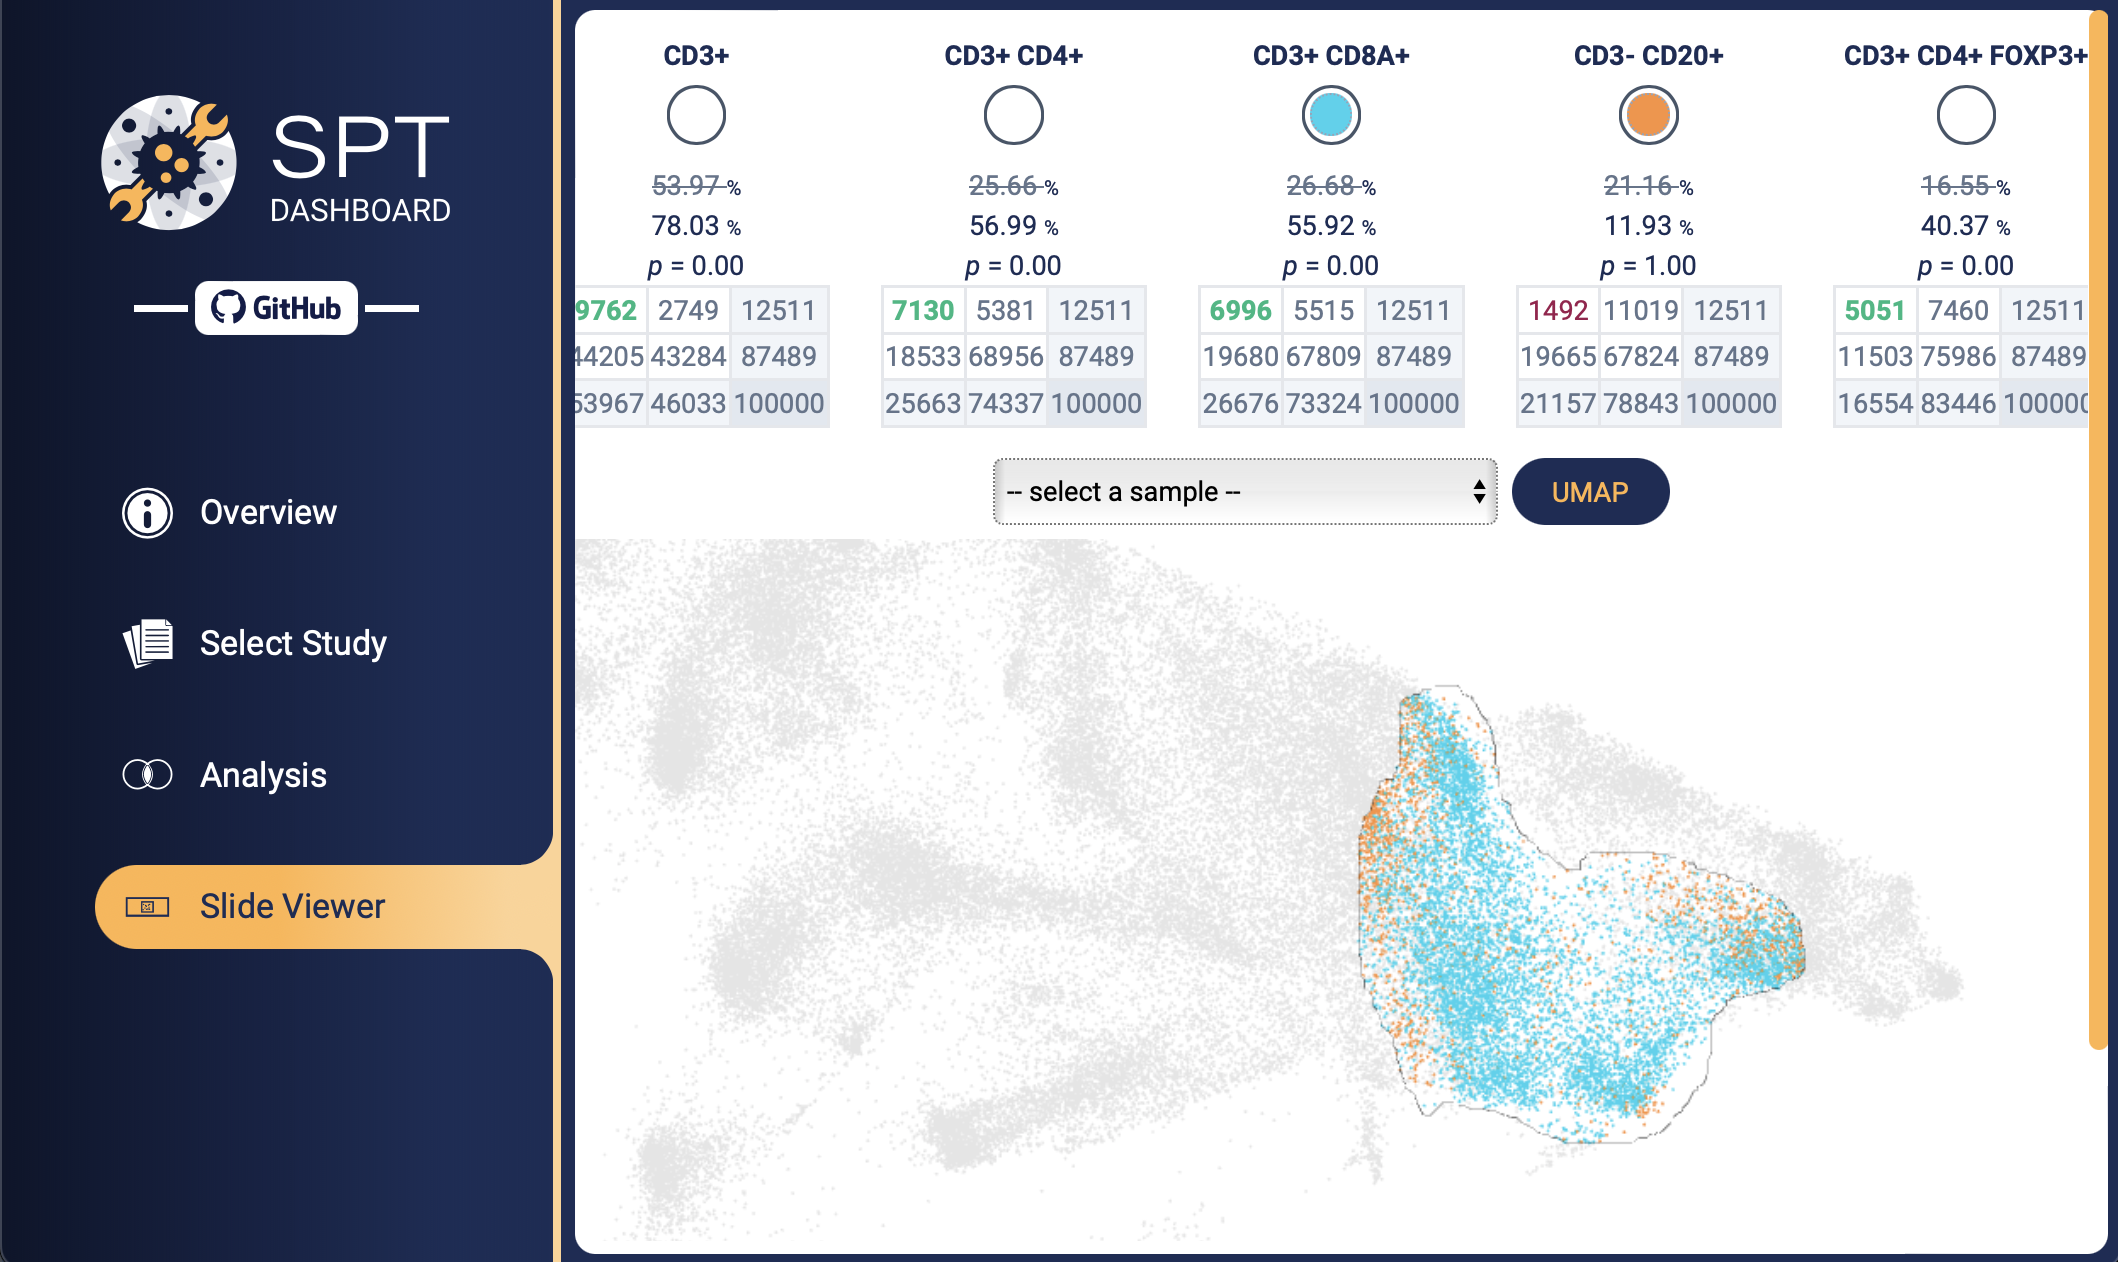 SPT
DASHBOARD
GitHub
Overview
Select Study
Analysis
Slide Viewer
CD3+ CD3+ CD4+ CD3+ CD8A+ CD3- CD20+ CD3+ CD4+ FOXP3+
53.97 % 25.66 % 26.68 % 21.16 % 16.55 %
78.03 % 56.99 % 55.92 % 11.93 % 40.37 %
p = 0.00 p = 0.00 p = 0.00 p = 1.00 p = 0.00
9762 2749 12511 7130 5381 12511 6996 5515 12511 1492 11019 12511 5051 7460 12511
44205 43284 87489 18533 68956 87489 19680 67809 87489 19665 67824 87489 11503 75986 87489
53967 46033 100000 25663 74337 100000 26676 73324 100000 21157 78843 100000 16554 83446 100000
-- select a sample -- UMAP